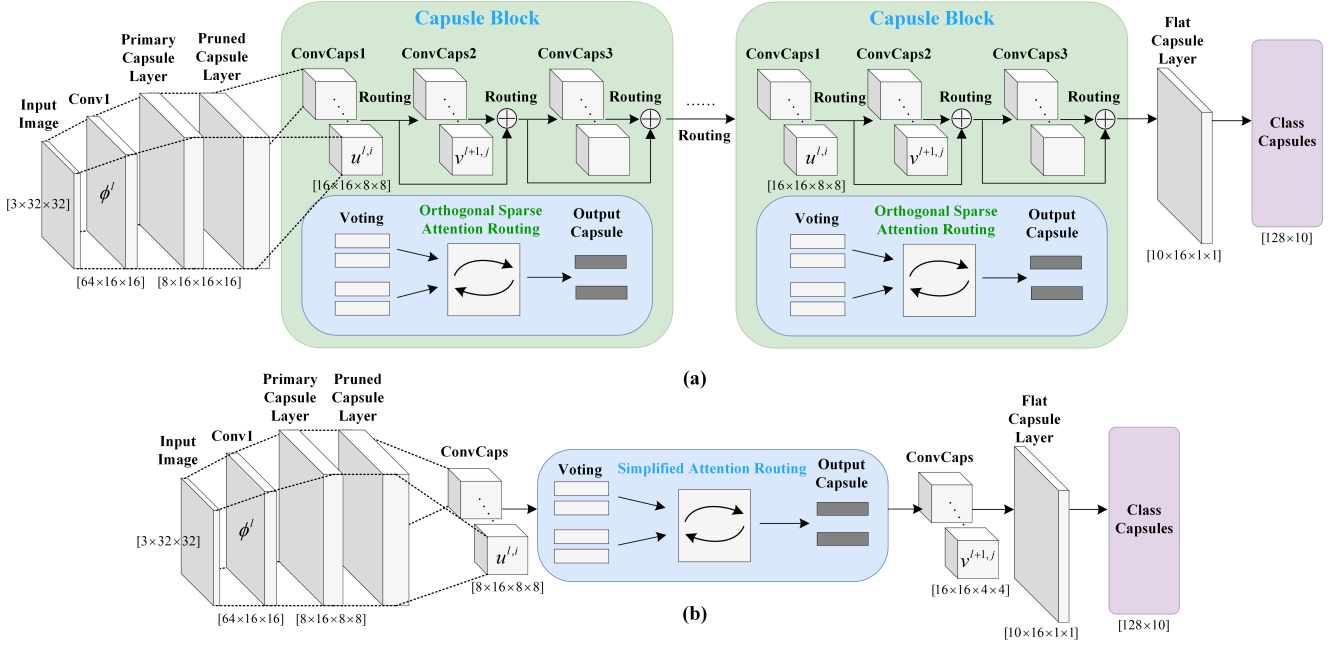 Capusle Block
Capusle Block
Primary
Capsule
Layer
Pruned
Capsule
Layer
ConvCaps1
ConvCaps2
ConvCaps3
ConvCaps1
ConvCaps2
ConvCaps3
Flat
Capsule
Layer
Input
Image
Conv1
Routing
Routing
Routing
......
Routing
Routing
Routing
Routing
Class
Capsules
ϕ^l
u^{l,i}
v^{l+1,j}
u^{l,i}
v^{l+1,j}
[3×32×32]
[16×16×8×8]
[16×16×8×8]
Voting
Orthogonal Sparse
Attention Routing
Output
Capsule
Voting
Orthogonal Sparse
Attention Routing
Output
Capsule
[64×16×16]
[8×16×16×16]
[10×16×1×1]
[128×10]
(a)
Primary
Capsule
Layer
Pruned
Capsule
Layer
Flat
Capsule
Layer
Input
Image
Conv1
ConvCaps
Voting
Simplified Attention Routing
Output
Capsule
ConvCaps
Class
Capsules
[3×32×32]
ϕ^l
u^{l,i}
v^{l+1,j}
[8×16×8×8]
[16×16×4×4]
[64×16×16]
[8×16×8×8]
[10×16×1×1]
[128×10]
(b)